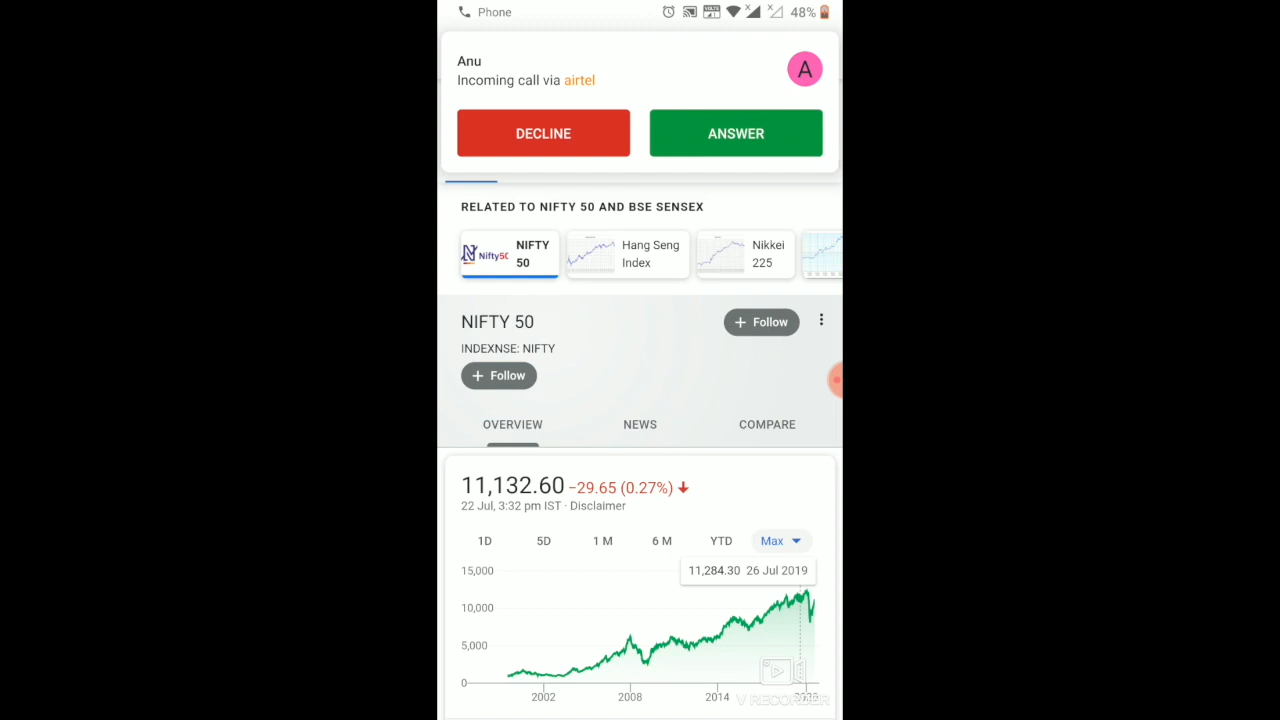 Phone
VOLTE
X
X
48%
Anu
A
Incoming call via airtel
DECLINE
ANSWER
RELATED TO NIFTY 50 AND BSE SENSEX
Nifty50
NIFTY
50
Hang Seng
Index
Nikkei
225
NIFTY 50
+ Follow
INDEXNSE: NIFTY
+ Follow
OVERVIEW
NEWS
COMPARE
11,132.60 −29.65 (0.27%)
22 Jul, 3:32 pm IST · Disclaimer
1D
5D
1 M
6 M
YTD
Max
11,284.30 26 Jul 2019
15,000
10,000
5,000
0
2002
2008
2014
V RECORDER